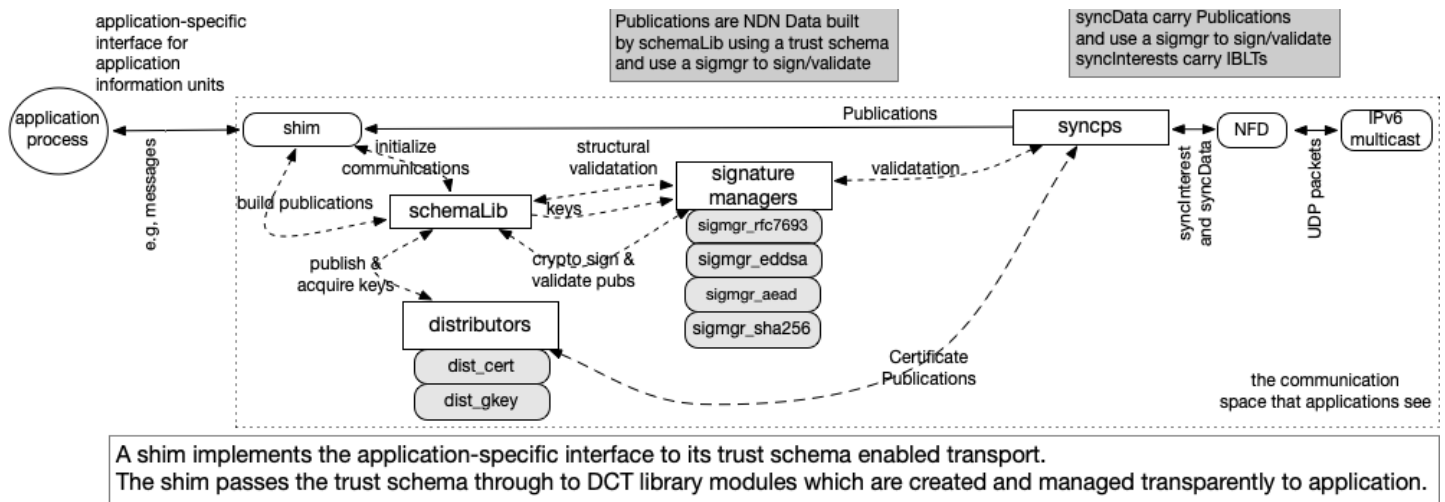 application-specific
interface for
application
information units
Publications are NDN Data built
by schemaLib using a trust schema
and use a sigmgr to sign/validate
syncData carry Publications
and use a sigmgr to sign/validate
syncInterests carry IBLTs
application
process
e.g, messages
shim
Publications
syncps
NFD
IPv6
multicast
initialize
communications
structural
validatation
signature
managers
validatation
syncInterest
and syncData
UDP packets
build publications
schemaLib
keys
sigmgr_rfc7693
sigmgr_eddsa
sigmgr_aead
sigmgr_sha256
publish &
acquire keys
crypto sign &
validate pubs
distributors
dist_cert
dist_gkey
Certificate
Publications
the communication
space that applications see
A shim implements the application-specific interface to its trust schema enabled transport.
The shim passes the trust schema through to DCT library modules which are created and managed transparently to application.